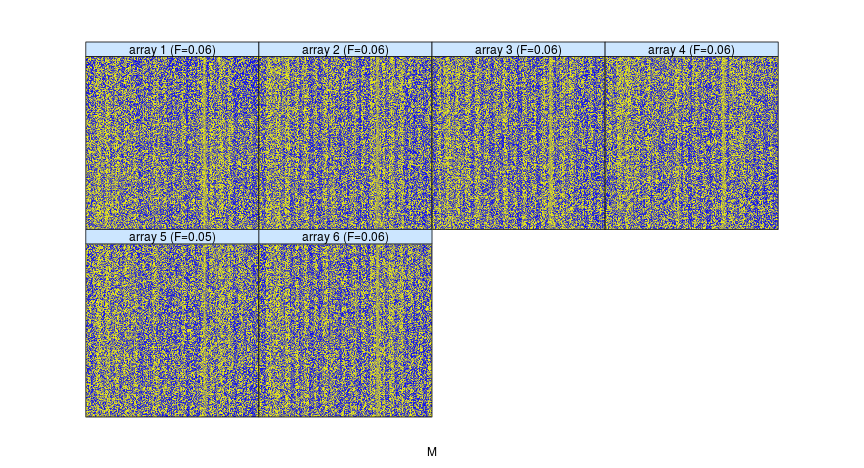 array 1 (F=0.06)
array 2 (F=0.06)
array 3 (F=0.06)
array 4 (F=0.06)
array 5 (F=0.05)
array 6 (F=0.06)
M